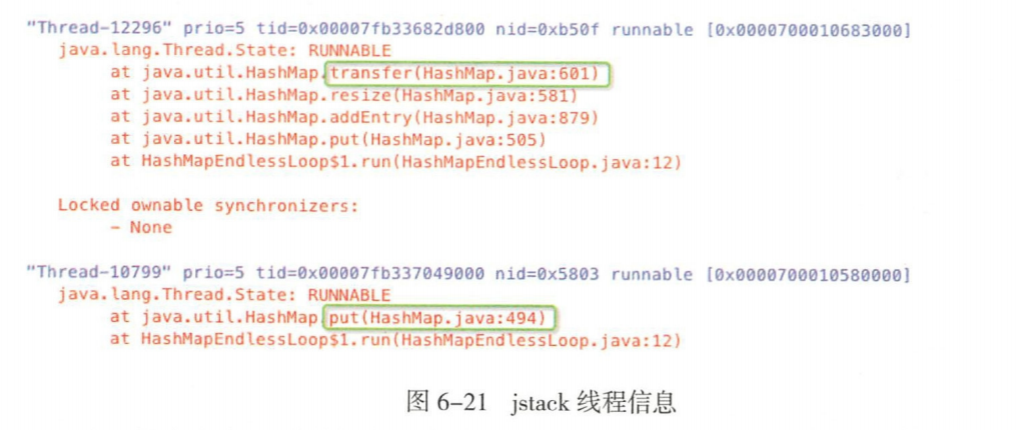 "Thread-12296" prio=5 tid=0x00007fb33682d800 nid=0xb50f runnable [0x0000700010683000]
java.lang.Thread.State: RUNNABLE
at java.util.HashMap.transfer(HashMap.java:601)
at java.util.HashMap.resize(HashMap.java:581)
at java.util.HashMap.addEntry(HashMap.java:879)
at java.util.HashMap.put(HashMap.java:505)
at HashMapEndlessLoop$1.run(HashMapEndlessLoop.java:12)
Locked ownable synchronizers:
- None
"Thread-10799" prio=5 tid=0x00007fb337049000 nid=0x5803 runnable [0x0000700010580000]
java.lang.Thread.State: RUNNABLE
at java.util.HashMap.put(HashMap.java:494)
at HashMapEndlessLoop$1.run(HashMapEndlessLoop.java:12)
图 6-21 jstack 线程信息